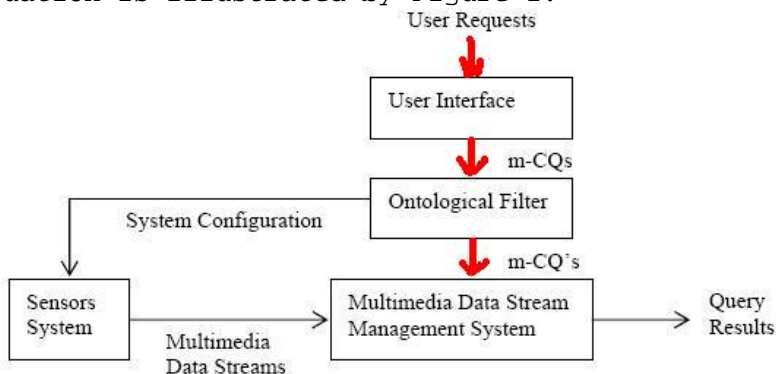 User Requests
User Interface
m-CQs
Ontological Filter
System Configuration
m-CQ's
Sensors
System
Multimedia Data Stream
Management System
Query
Results
Multimedia
Data Streams